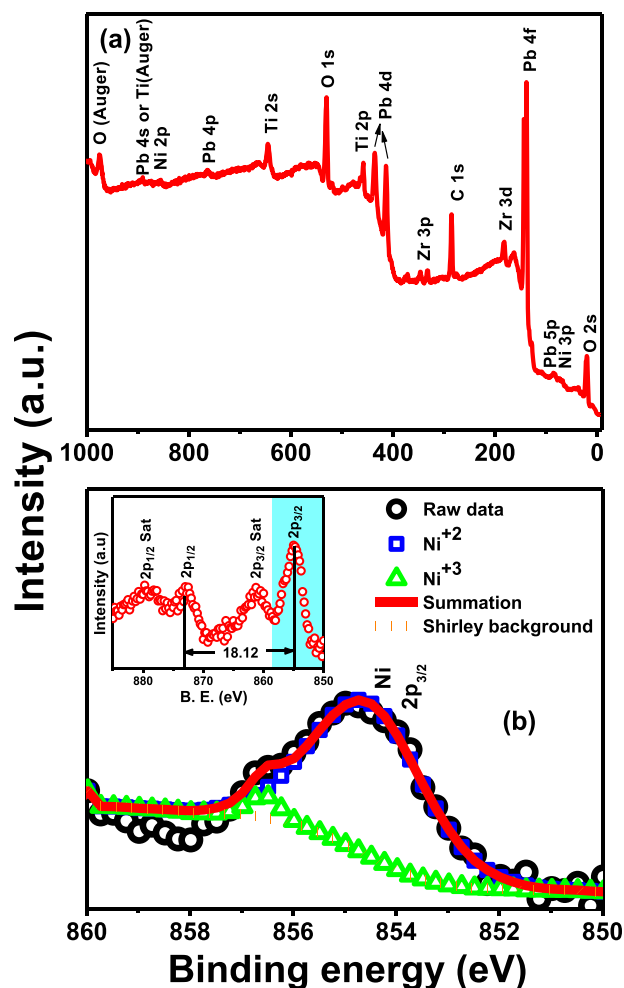 (a)
O (Auger)
Pb 4s or Ti(Auger)
Ni 2p
Pb 4p
Ti 2s
O 1s
Ti 2p
Pb 4d
Zr 3p
C 1s
Zr 3d
Pb 4f
Pb 5p
Ni 3p
O 2s
1000 800 600 400 200 0
Intensity (a.u.)
2p1/2 Sat
2p1/2
2p3/2 Sat
2p3/2
18.12
Intensity (a.u)
880 870 860 850
B. E. (eV)
Raw data
Ni+2
Ni+3
Summation
Shirley background
Ni 2p3/2
(b)
860 858 856 854 852 850
Binding energy (eV)